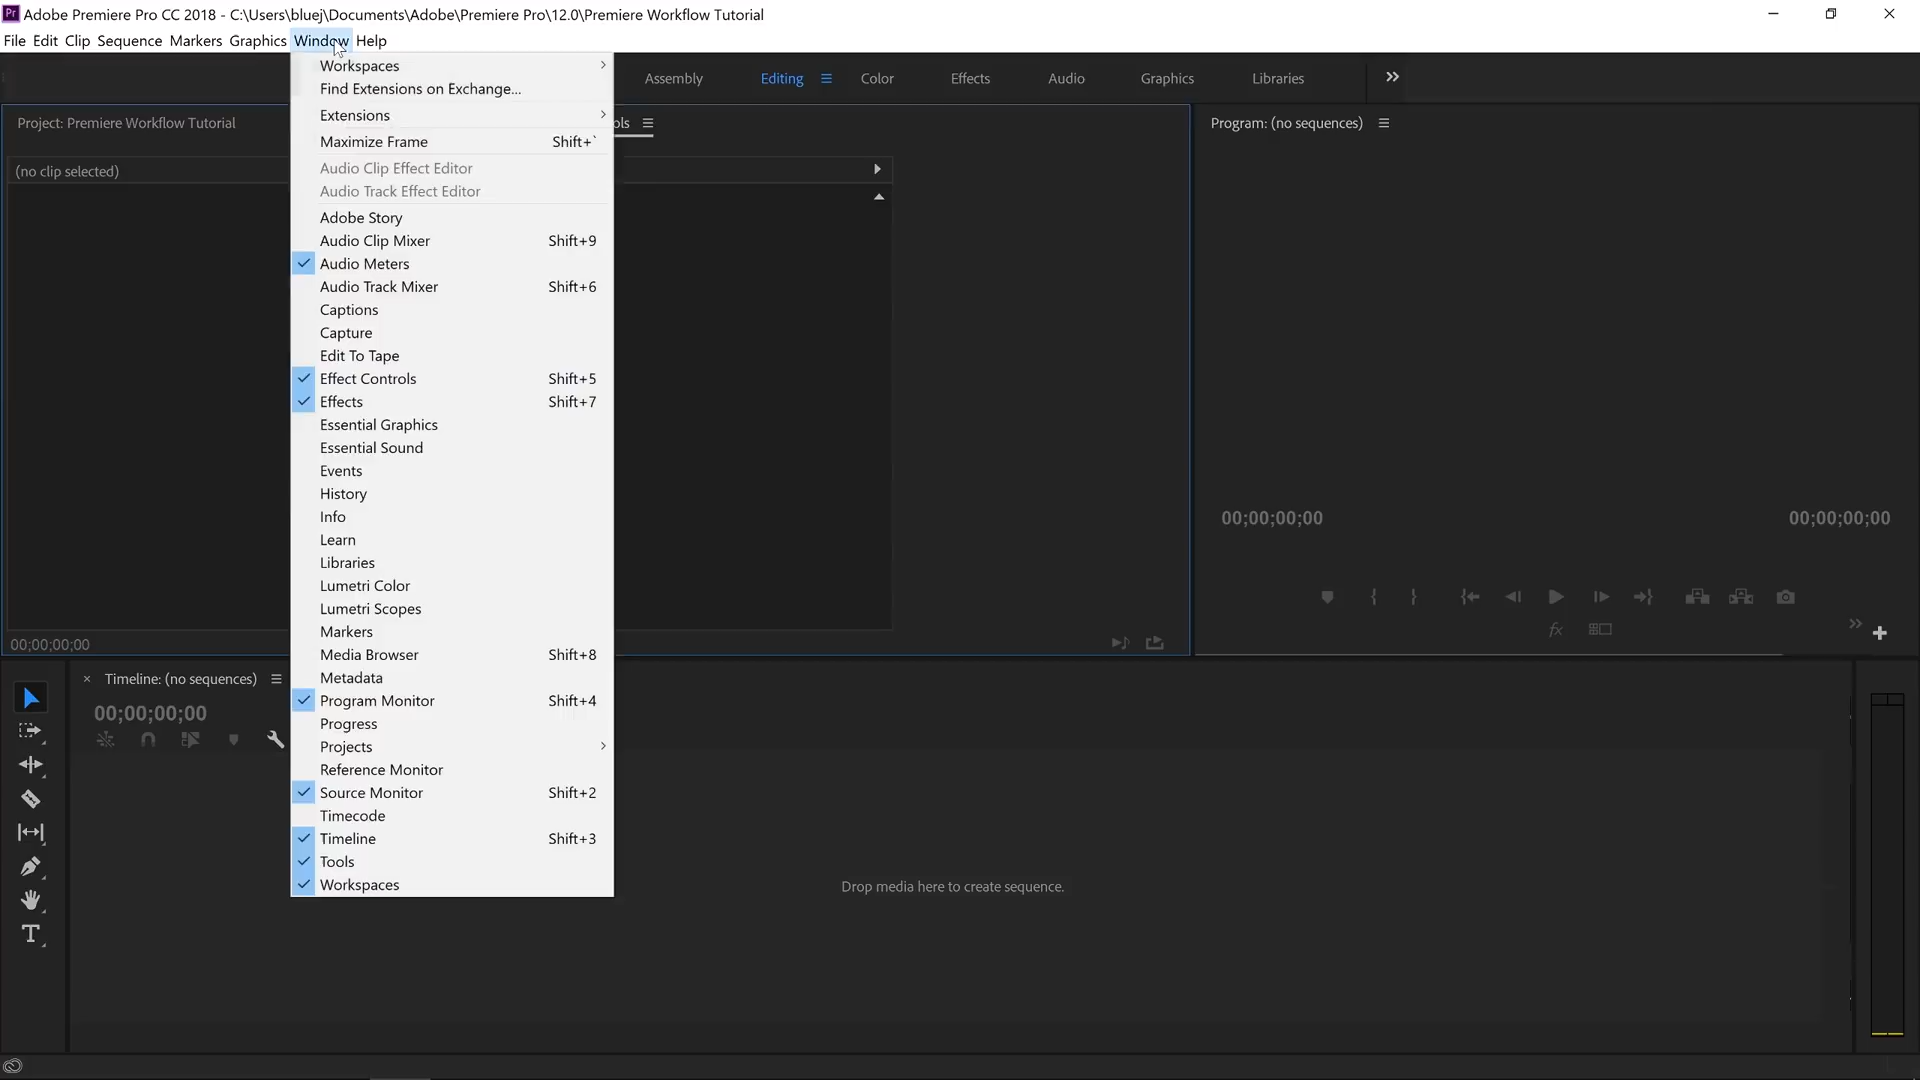 Pr Adobe Premiere Pro CC 2018 - C:\Users\bluej\Documents\Adobe\Premiere Pro\12.0\Premiere Workflow Tutorial
File Edit Clip Sequence Markers Graphics Window Help
Assembly Editing Color Effects Audio Graphics Libraries
Project: Premiere Workflow Tutorial
ols
Program: (no sequences)
(no clip selected)
Workspaces
Find Extensions on Exchange...
Extensions
Maximize Frame Shift+`
Audio Clip Effect Editor
Audio Track Effect Editor
Adobe Story
Audio Clip Mixer Shift+9
Audio Meters
Audio Track Mixer Shift+6
Captions
Capture
Edit To Tape
Effect Controls Shift+5
Effects Shift+7
Essential Graphics
Essential Sound
Events
History
Info
Learn
Libraries
Lumetri Color
Lumetri Scopes
Markers
Media Browser Shift+8
Metadata
Program Monitor Shift+4
Progress
Projects
Reference Monitor
Source Monitor Shift+2
Timecode
Timeline Shift+3
Tools
Workspaces
00;00;00;00 00;00;00;00
fx
00;00;00;00
Timeline: (no sequences)
00;00;00;00
Drop media here to create sequence.